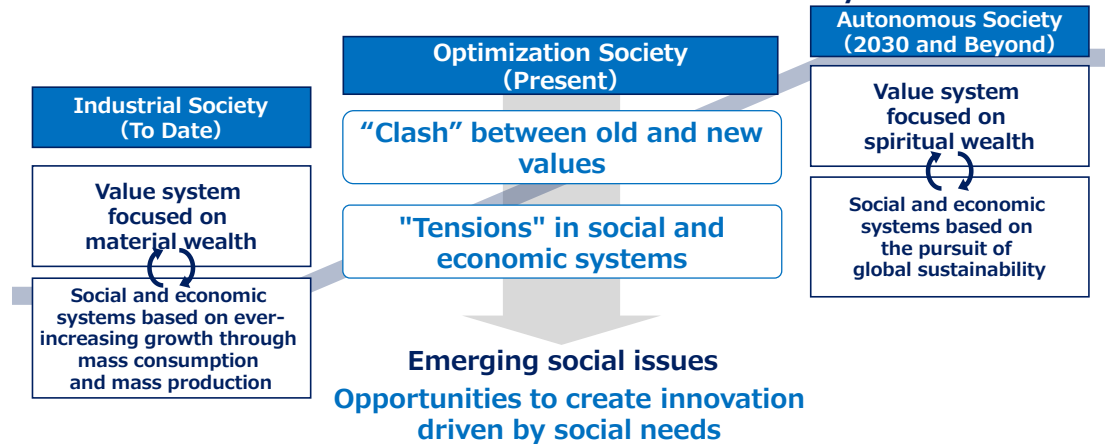 Industrial Society
(To Date)
Value system
focused on
material wealth
Social and economic
systems based on ever-
increasing growth through
mass consumption
and mass production
Optimization Society
(Present)
“Clash” between old and new
values
"Tensions" in social and
economic systems
Emerging social issues
Opportunities to create innovation
driven by social needs
Autonomous Society
(2030 and Beyond)
Value system
focused on
spiritual wealth
Social and economic
systems based on
the pursuit of
global sustainability